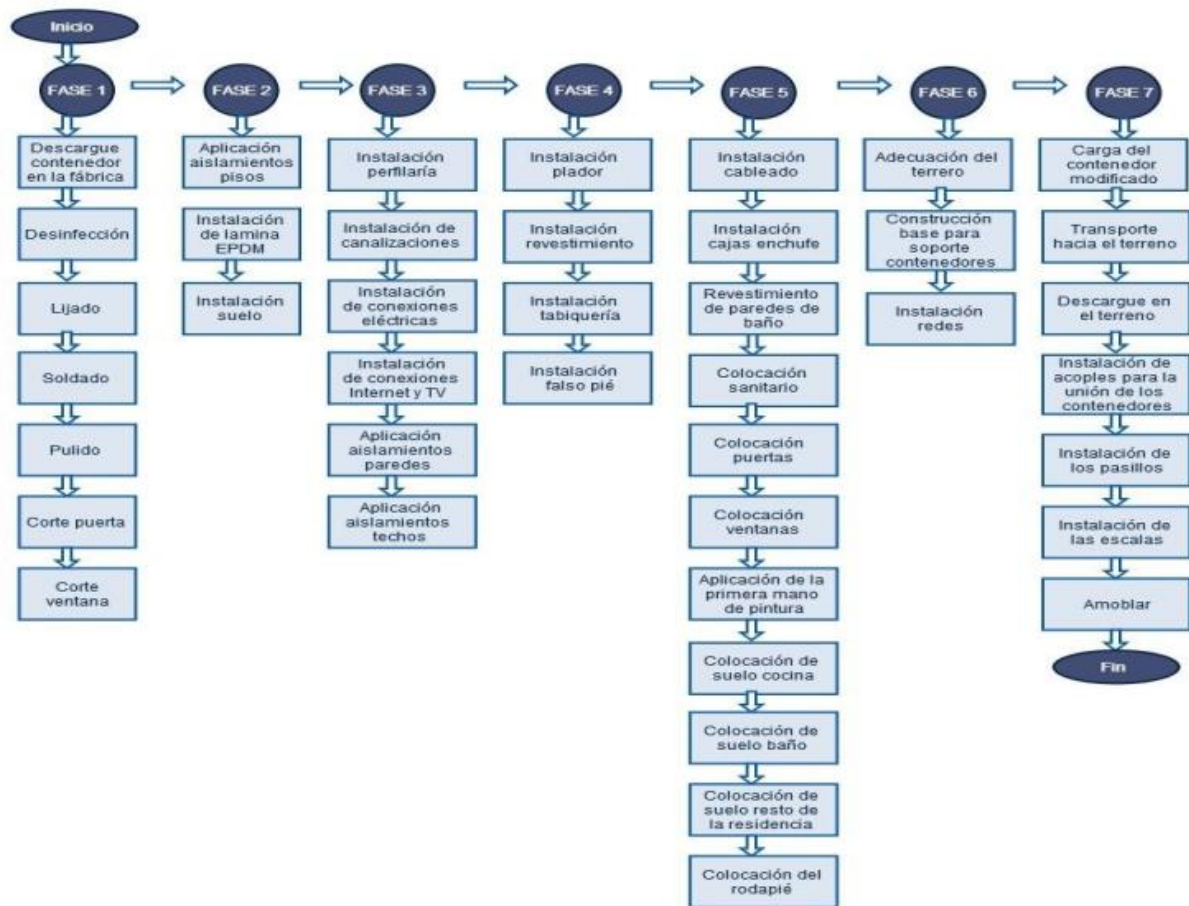 Inicio
FASE 1
Descargue
contenedor
en la fábrica
Desinfección
Lijado
Soldado
Pulido
Corte puerta
Corte
ventana
FASE 2
Aplicación
aislamientos
pisos
Instalación
de lamina
EPDM
Instalación
suelo
FASE 3
Instalación
perfilaría
Instalación de
canalizaciones
Instalación
de conexiones
eléctricas
Instalación
de conexiones
Internet y TV
Aplicación
aislamientos
paredes
Aplicación
aislamientos
techos
FASE 4
Instalación
plador
Instalación
revestimiento
Instalación
tabiquería
Instalación
falso pié
FASE 5
Instalación
cableado
Instalación
cajas enchufe
Revestimiento
de paredes de
baño
Colocación
sanitario
Colocación
puertas
Colocación
ventanas
Aplicación de la
primera mano
de pintura
Colocación de
suelo cocina
Colocación de
suelo baño
Colocación de
suelo resto de
la residencia
Colocación del
rodapié
FASE 6
Adecuación del
terrero
Construcción
base para
soporte
contenedores
Instalación
redes
FASE 7
Carga del
contenedor
modificado
Transporte
hacia el terreno
Descargue en
el terreno
Instalación de
acoples para la
unión de los
contenedores
Instalación de
los pasillos
Instalación de
las escalas
Amoblar
Fin